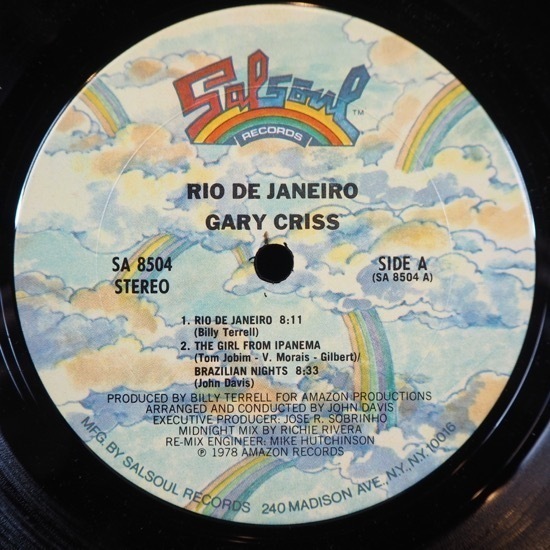 Salsoul
TM
RECORDS
RIO DE JANEIRO
GARY CRISS
SA 8504
STEREO
SIDE A
(SA 8504 A)
1. RIO DE JANEIRO 8:11
(Billy Terrell)
2. THE GIRL FROM IPANEMA
(Tom Jobim - V. Morais - Gilbert)/
BRAZILIAN NIGHTS 8:33
(John Davis)
PRODUCED BY BILLY TERRELL FOR AMAZON PRODUCTIONS
ARRANGED AND CONDUCTED BY JOHN DAVIS
EXECUTIVE PRODUCER: JOSE R. SOBRINHO
MIDNIGHT MIX BY RICHIE RIVERA
RE-MIX ENGINEER: MIKE HUTCHINSON
℗ 1978 AMAZON RECORDS
MFG. BY SALSOUL RECORDS 240 MADISON AVE., N.Y., N.Y. 10016